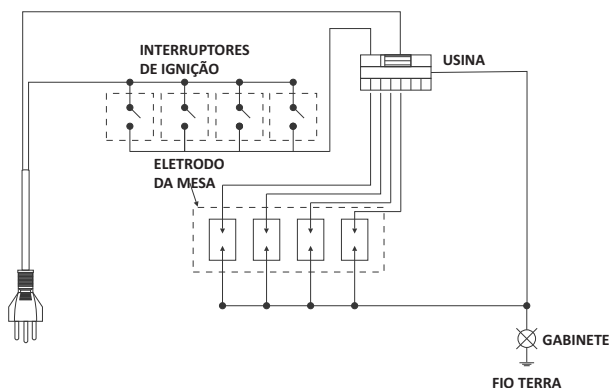 INTERRUPTORES
DE IGNIÇÃO
USINA
ELETRODO
DA MESA
GABINETE
FIO TERRA